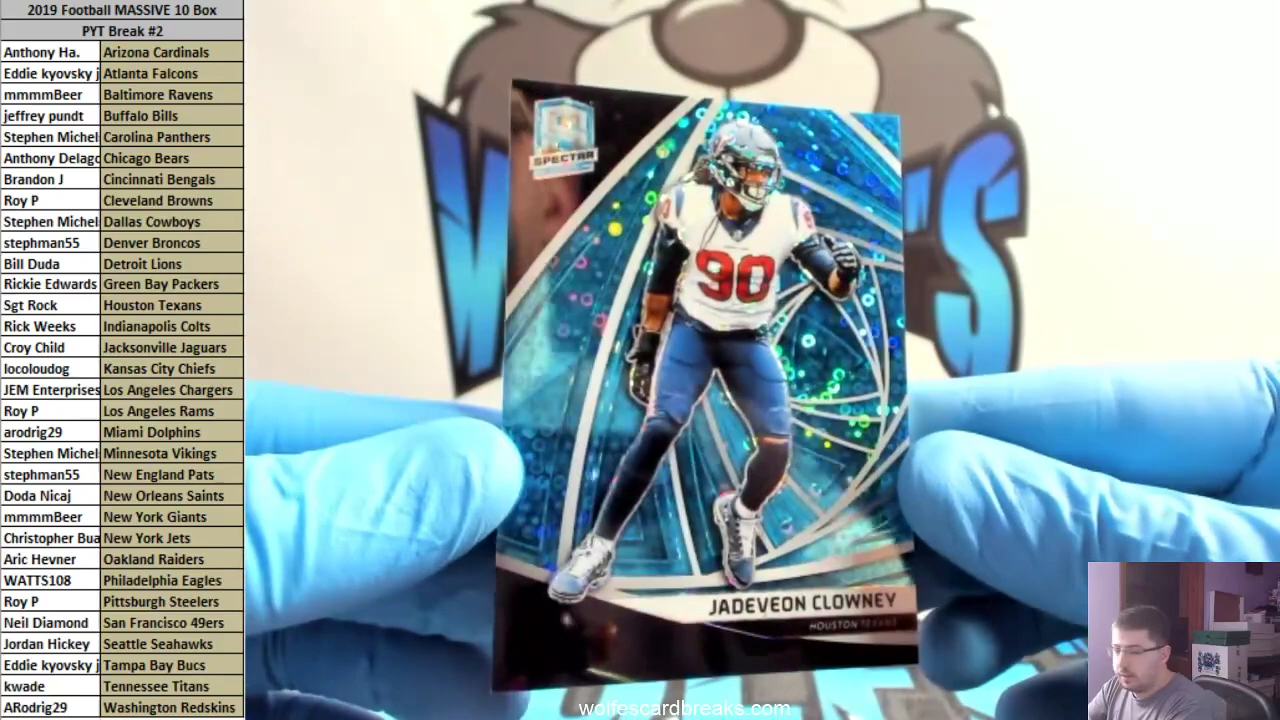 2019 Football MASSIVE 10 Box
PYT Break #2
Anthony Ha. Arizona Cardinals
Eddie kyovsky j Atlanta Falcons
mmmmBeer Baltimore Ravens
jeffrey pundt Buffalo Bills
Stephen Michel Carolina Panthers
Anthony Delago Chicago Bears
Brandon J Cincinnati Bengals
Roy P Cleveland Browns
Stephen Michel Dallas Cowboys
stephman55 Denver Broncos
Bill Duda Detroit Lions
Rickie Edwards Green Bay Packers
Sgt Rock Houston Texans
Rick Weeks Indianapolis Colts
Croy Child Jacksonville Jaguars
locoloudog Kansas City Chiefs
JEM Enterprises Los Angeles Chargers
Roy P Los Angeles Rams
arodrig29 Miami Dolphins
Stephen Michel Minnesota Vikings
stephman55 New England Pats
Doda Nicaj New Orleans Saints
mmmmBeer New York Giants
Christopher Bua New York Jets
Aric Hevner Oakland Raiders
WATTS108 Philadelphia Eagles
Roy P Pittsburgh Steelers
Neil Diamond San Francisco 49ers
Jordan Hickey Seattle Seahawks
Eddie kyovsky j Tampa Bay Bucs
kwade Tennessee Titans
ARodrig29 Washington Redskins
SPECTRA
90
90
JADEVEON CLOWNEY
HOUSTON TEXANS
wolfescardbreaks.com